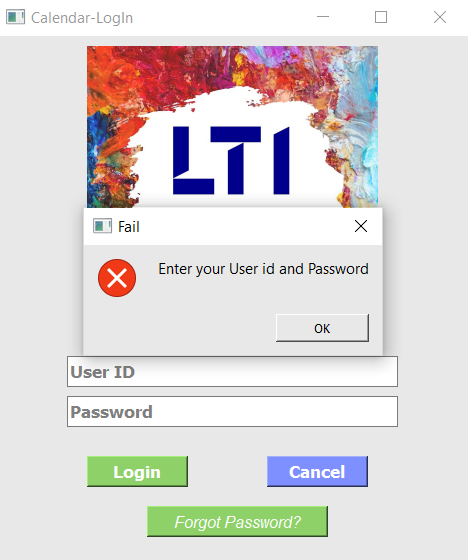 Calendar-LogIn
LTI
Fail
Enter your User id and Password
OK
User ID
Password
Login
Cancel
Forgot Password?